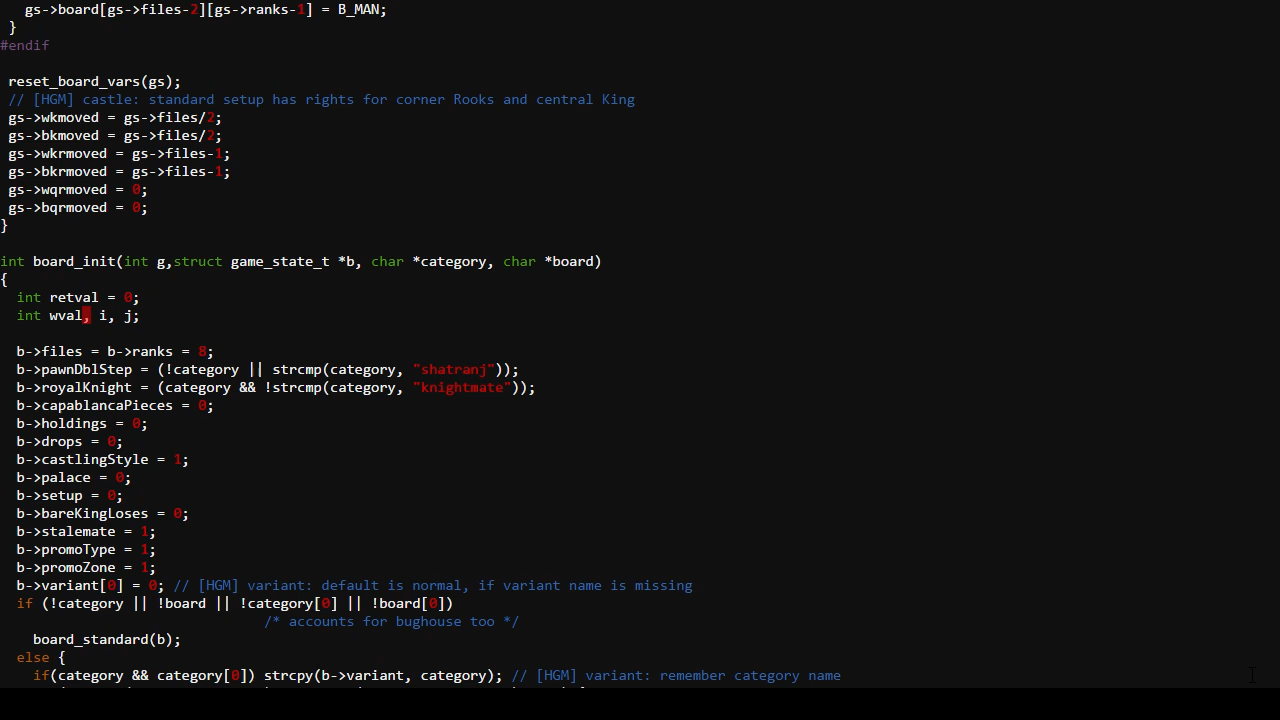 gs->board[gs->files-2][gs->ranks-1] = B_MAN;
}
#endif
reset_board_vars(gs);
// [HGM] castle: standard setup has rights for corner Rooks and central King
gs->wkmoved = gs->files/2;
gs->bkmoved = gs->files/2;
gs->wkrmoved = gs->files-1;
gs->bkrmoved = gs->files-1;
gs->wqrmoved = 0;
gs->bqrmoved = 0;
}
int board_init(int g,struct game_state_t *b, char *category, char *board)
{
int retval = 0;
int wval, i, j;
b->files = b->ranks = 8;
b->pawnDblStep = (!category || strcmp(category, "shatranj"));
b->royalKnight = (category && !strcmp(category, "knightmate"));
b->capablancaPieces = 0;
b->holdings = 0;
b->drops = 0;
b->castlingStyle = 1;
b->palace = 0;
b->setup = 0;
b->bareKingLoses = 0;
b->stalemate = 1;
b->promoType = 1;
b->promoZone = 1;
b->variant[0] = 0; // [HGM] variant: default is normal, if variant name is missing
if (!category || !board || !category[0] || !board[0])
/* accounts for bughouse too */
board_standard(b);
else {
if(category && category[0]) strcpy(b->variant, category); // [HGM] variant: remember category name